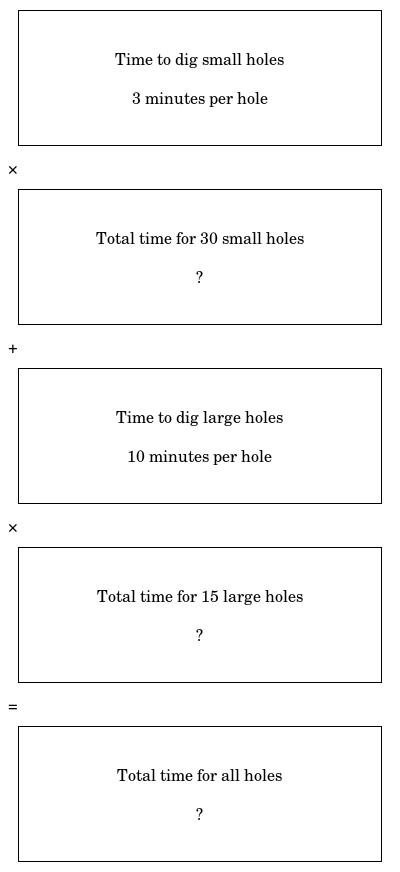 Time to dig small holes
3 minutes per hole
×
Total time for 30 small holes
?
+
Time to dig large holes
10 minutes per hole
×
Total time for 15 large holes
?
=
Total time for all holes
?